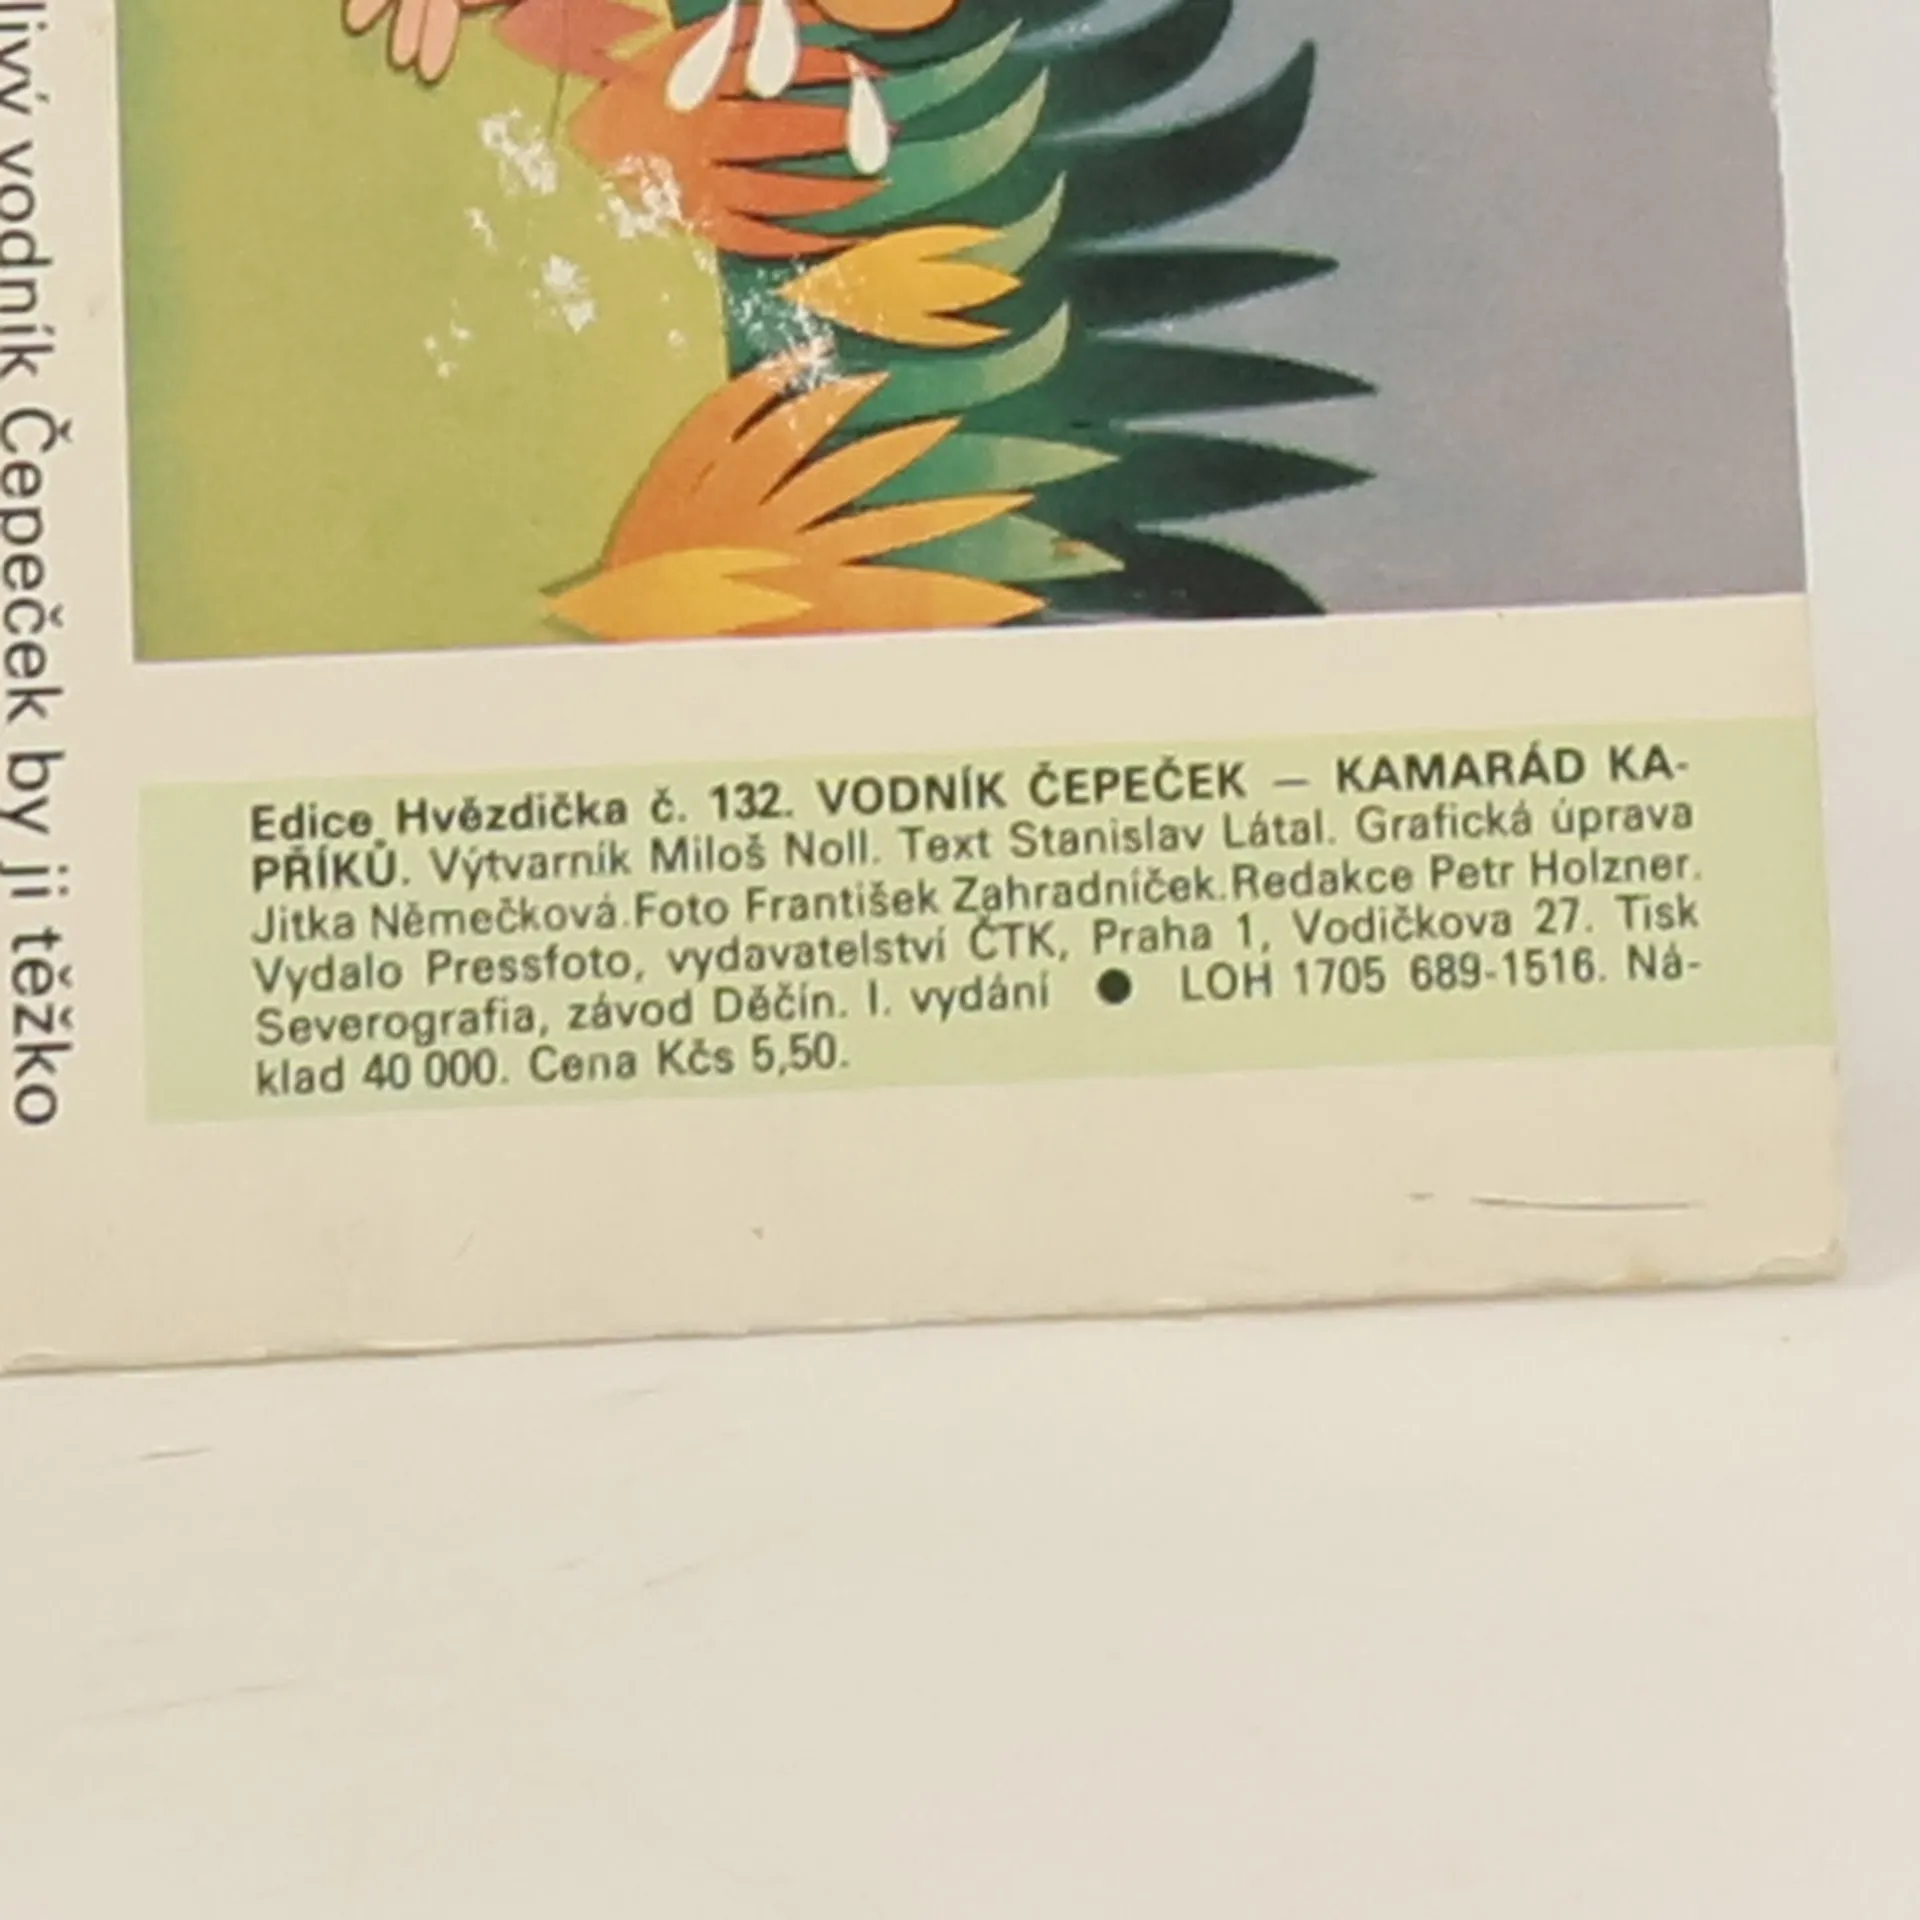 livý vodník Čepeček by ji těžko
Edice Hvězdička č. 132. VODNÍK ČEPEČEK – KAMARÁD KA-
PŘÍKŮ. Výtvarník Miloš Noll. Text Stanislav Látal. Grafická úprava
Jitka Němečková.Foto František Zahradníček.Redakce Petr Holzner.
Vydalo Pressfoto, vydavatelství ČTK, Praha 1, Vodičkova 27. Tisk
Severografia, závod Děčín. I. vydání ● LOH 1705 689-1516. Ná-
klad 40 000. Cena Kčs 5,50.